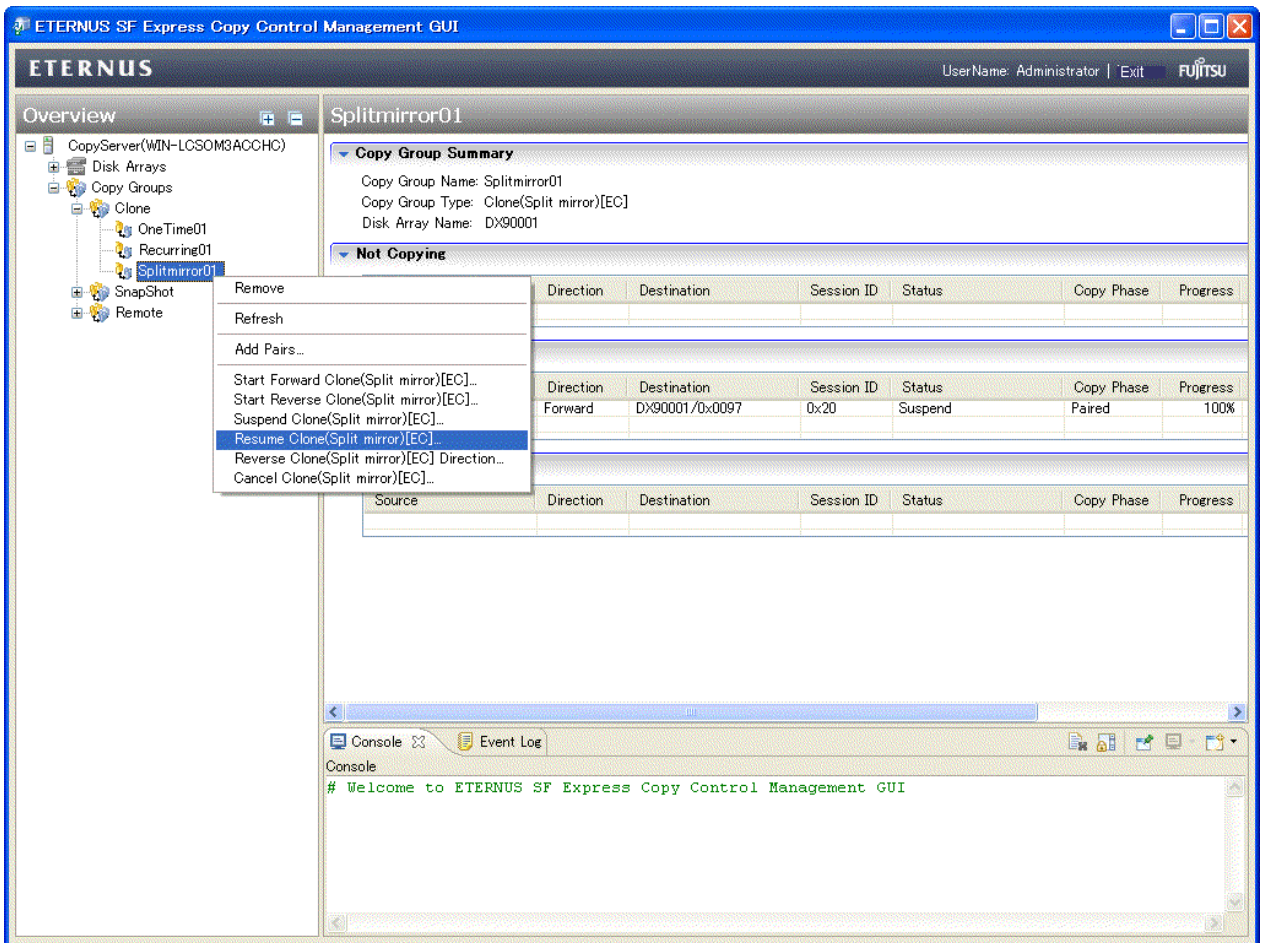 ETERNUS SF Express Copy Control Management GUI
ETERNUS
UserName: Administrator | Exit FUJITSU
Overview
CopyServer(WIN-LCSOM3ACCHC)
Disk Arrays
Copy Groups
Clone
OneTime01
Recurring01
Splitmirror01
SnapShot
Remote
Remove
Refresh
Add Pairs...
Start Forward Clone(Split mirror)[EC]...
Start Reverse Clone(Split mirror)[EC]...
Suspend Clone(Split mirror)[EC]...
Resume Clone(Split mirror)[EC]...
Reverse Clone(Split mirror)[EC] Direction...
Cancel Clone(Split mirror)[EC]...
Splitmirror01
Copy Group Summary
Copy Group Name: Splitmirror01
Copy Group Type: Clone(Split mirror)[EC]
Disk Array Name: DX90001
Not Copying
Direction Destination Session ID Status Copy Phase Progress
Direction Destination Session ID Status Copy Phase Progress
Forward DX90001/0x0097 0x20 Suspend Paired 100%
Source Direction Destination Session ID Status Copy Phase Progress
Console Event Log
Console
# Welcome to ETERNUS SF Express Copy Control Management GUI